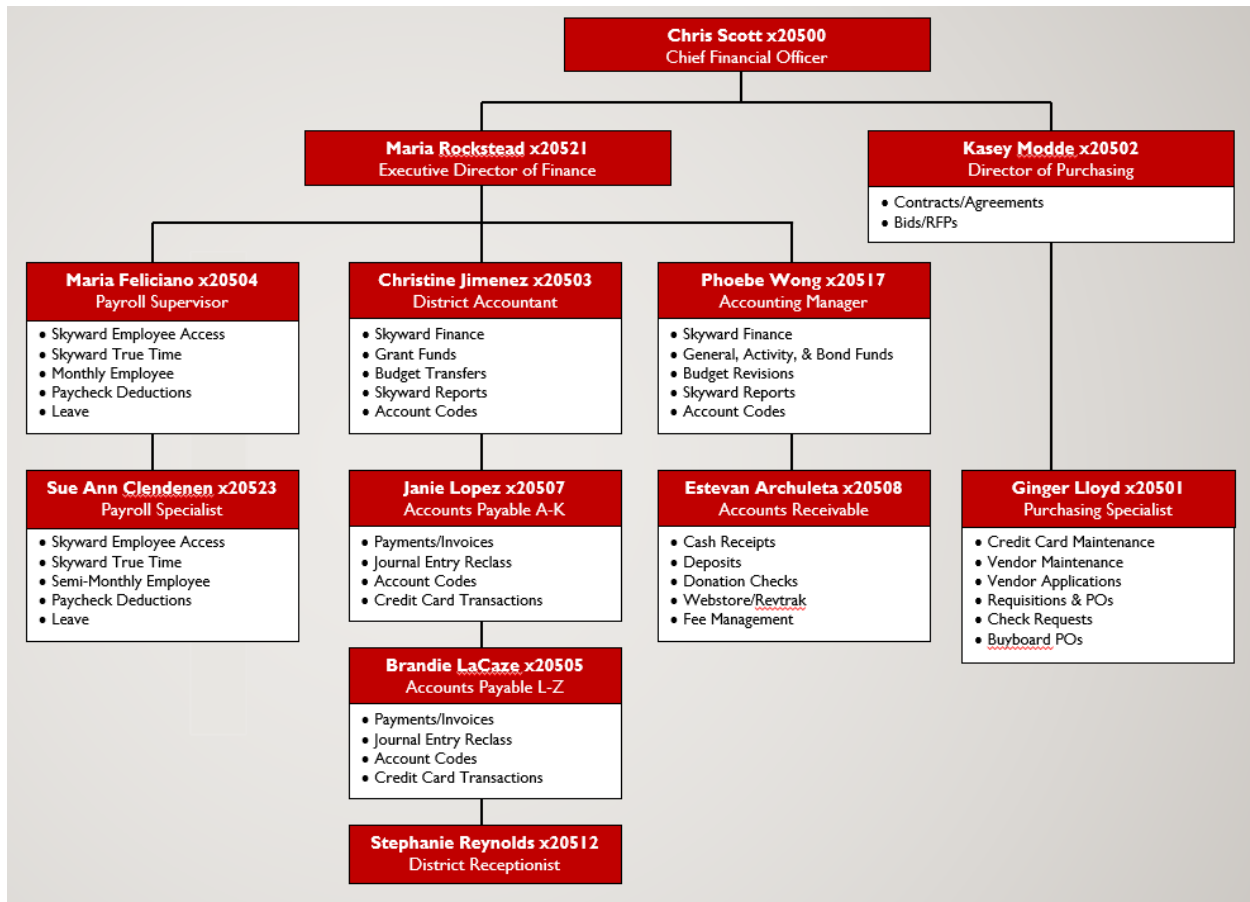 Chris Scott x20500
Chief Financial Officer
Maria Rockstead x20521
Executive Director of Finance
Kasey Modde x20502
Director of Purchasing
• Contracts/Agreements
• Bids/RFPs
Maria Feliciano x20504
Payroll Supervisor
• Skyward Employee Access
• Skyward True Time
• Monthly Employee
• Paycheck Deductions
• Leave
Christine Jimenez x20503
District Accountant
• Skyward Finance
• Grant Funds
• Budget Transfers
• Skyward Reports
• Account Codes
Phoebe Wong x20517
Accounting Manager
• Skyward Finance
• General, Activity, & Bond Funds
• Budget Revisions
• Skyward Reports
• Account Codes
Sue Ann Clendenen x20523
Payroll Specialist
• Skyward Employee Access
• Skyward True Time
• Semi-Monthly Employee
• Paycheck Deductions
• Leave
Janie Lopez x20507
Accounts Payable A-K
• Payments/Invoices
• Journal Entry Reclass
• Account Codes
• Credit Card Transactions
Estevan Archuleta x20508
Accounts Receivable
• Cash Receipts
• Deposits
• Donation Checks
• Webstore/Revtrak
• Fee Management
Ginger Lloyd x20501
Purchasing Specialist
• Credit Card Maintenance
• Vendor Maintenance
• Vendor Applications
• Requisitions & POs
• Check Requests
• Buyboard POs
Brandie LaCaze x20505
Accounts Payable L-Z
• Payments/Invoices
• Journal Entry Reclass
• Account Codes
• Credit Card Transactions
Stephanie Reynolds x20512
District Receptionist